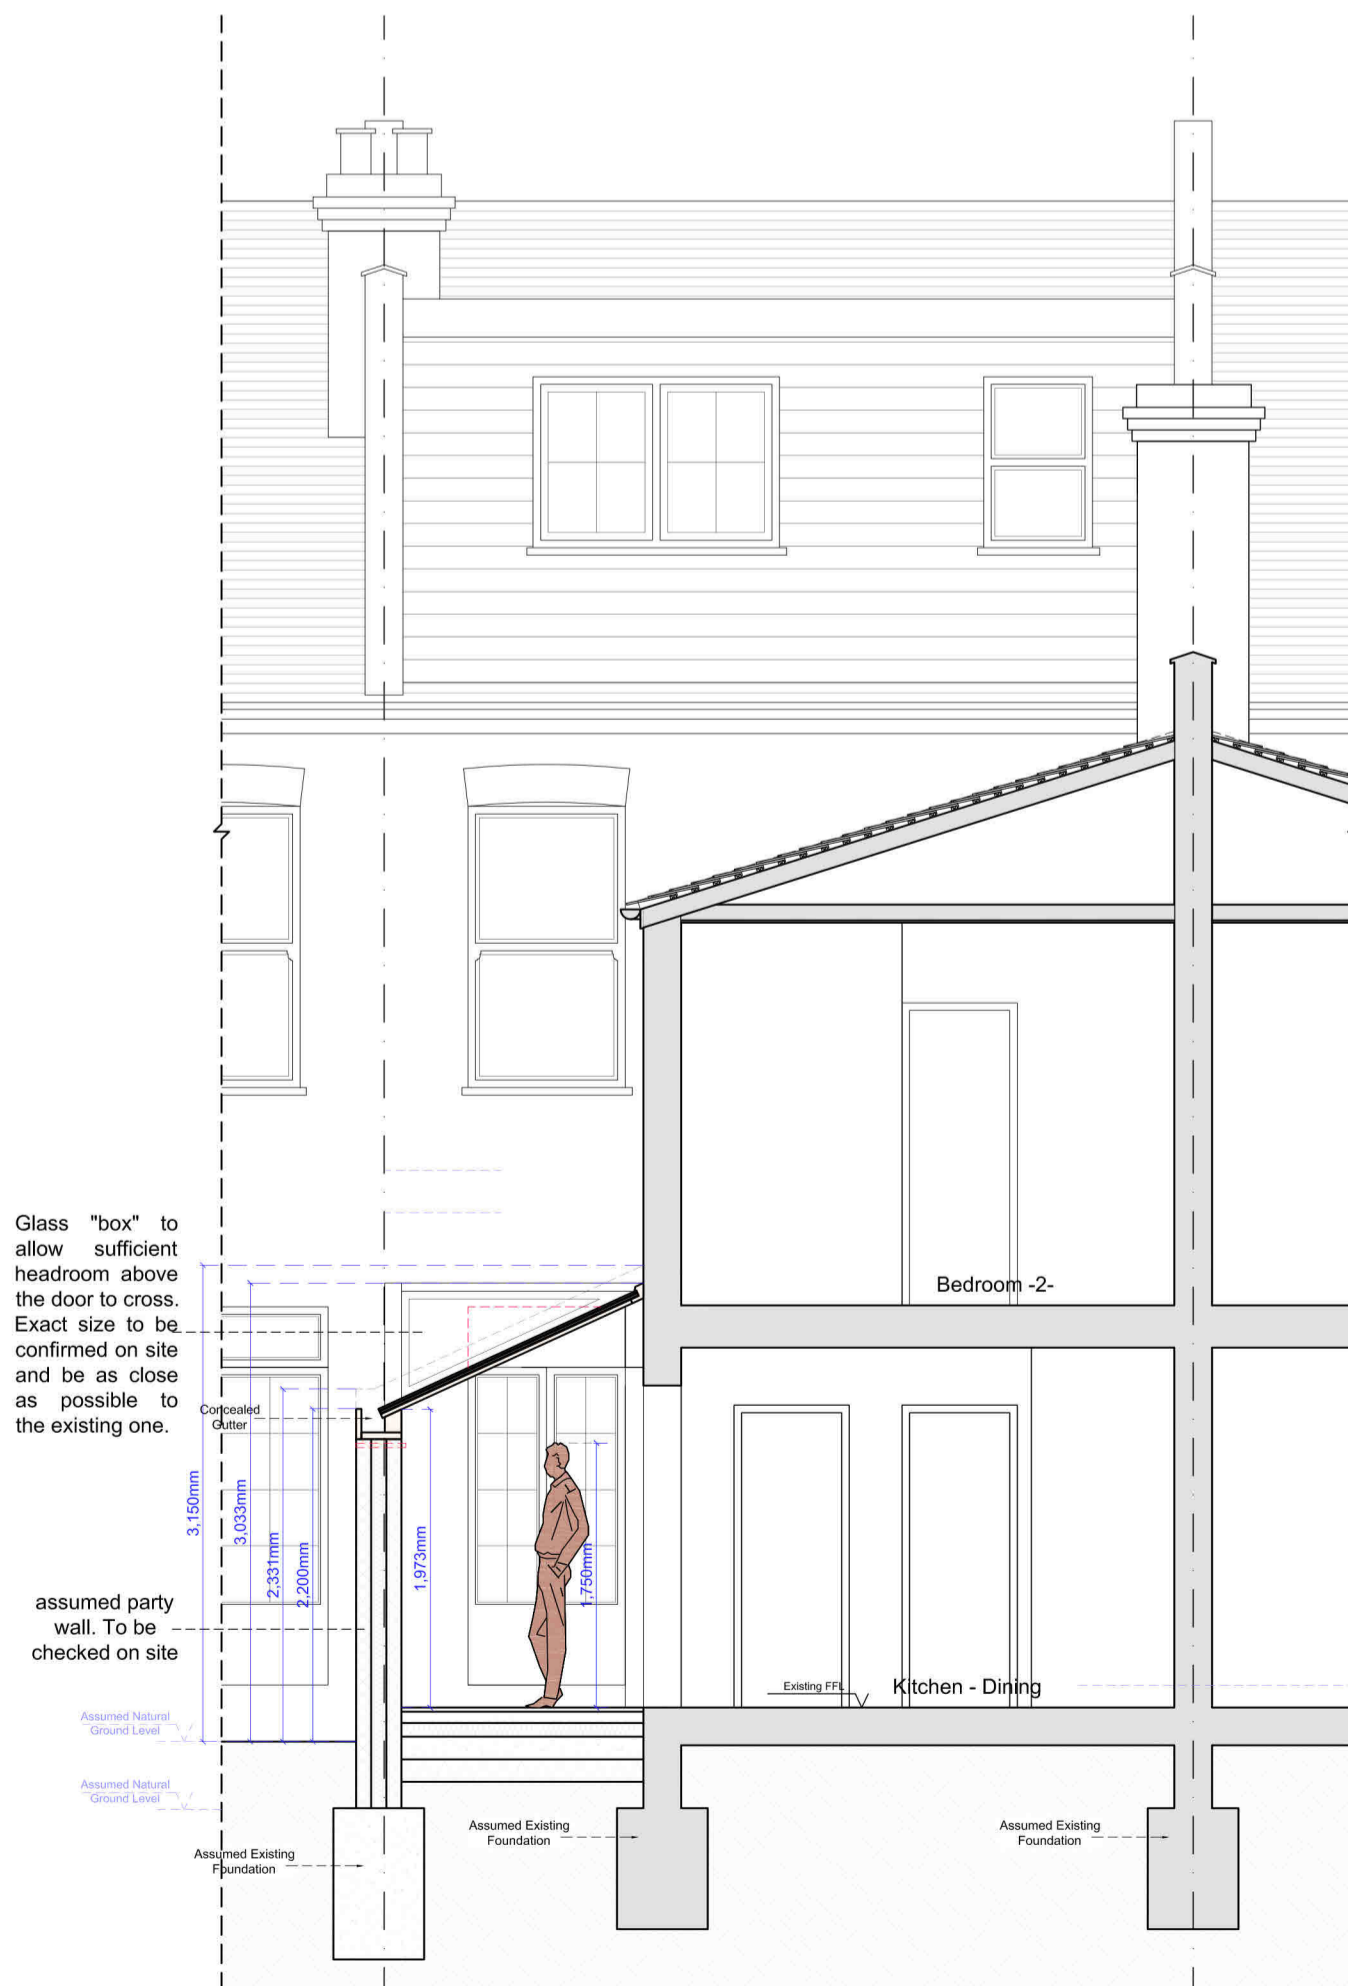 Bedroom -2-
Glass "box" to
allow sufficient
headroom above
the door to cross.
Exact size to be
confirmed on site
and be as close
as possible to
the existing one.
Concealed
Gutter
3,150mm
3,033mm
2,331mm
2,200mm
1,973mm
1,750mm
assumed party
wall. To be
checked on site
Existing FFL
Kitchen - Dining
Assumed Natural
Ground Level
Assumed Natural
Ground Level
Assumed Existing
Foundation
Assumed Existing
Foundation
Assumed Existing
Foundation